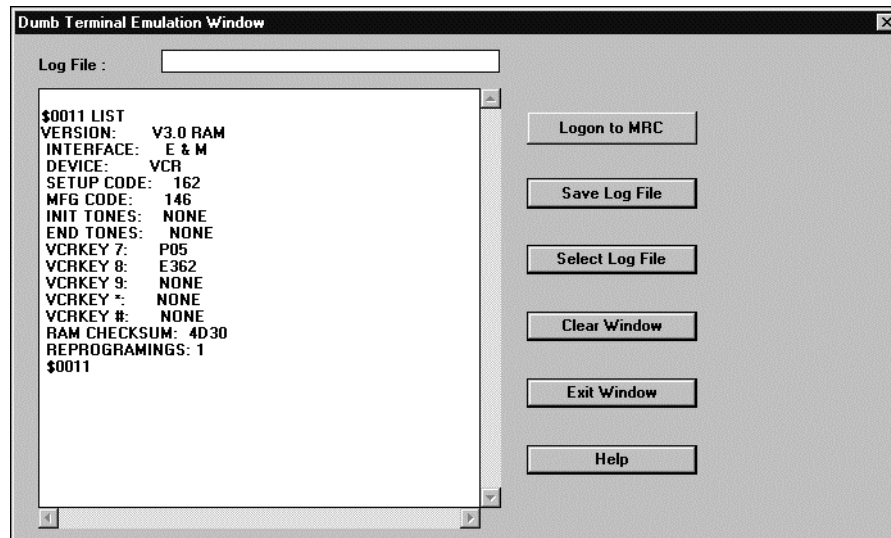 Dumb Terminal Emulation Window
Log File :
$0011 LIST
VERSION: V3.0 RAM
INTERFACE: E & M
DEVICE: VCR
SETUP CODE: 162
MFG CODE: 146
INIT TONES: NONE
END TONES: NONE
VCRKEY 7: P05
VCRKEY 8: E362
VCRKEY 9: NONE
VCRKEY *: NONE
VCRKEY #: NONE
RAM CHECKSUM: 4D30
REPROGRAMINGS: 1
$0011
Logon to MRC
Save Log File
Select Log File
Clear Window
Exit Window
Help